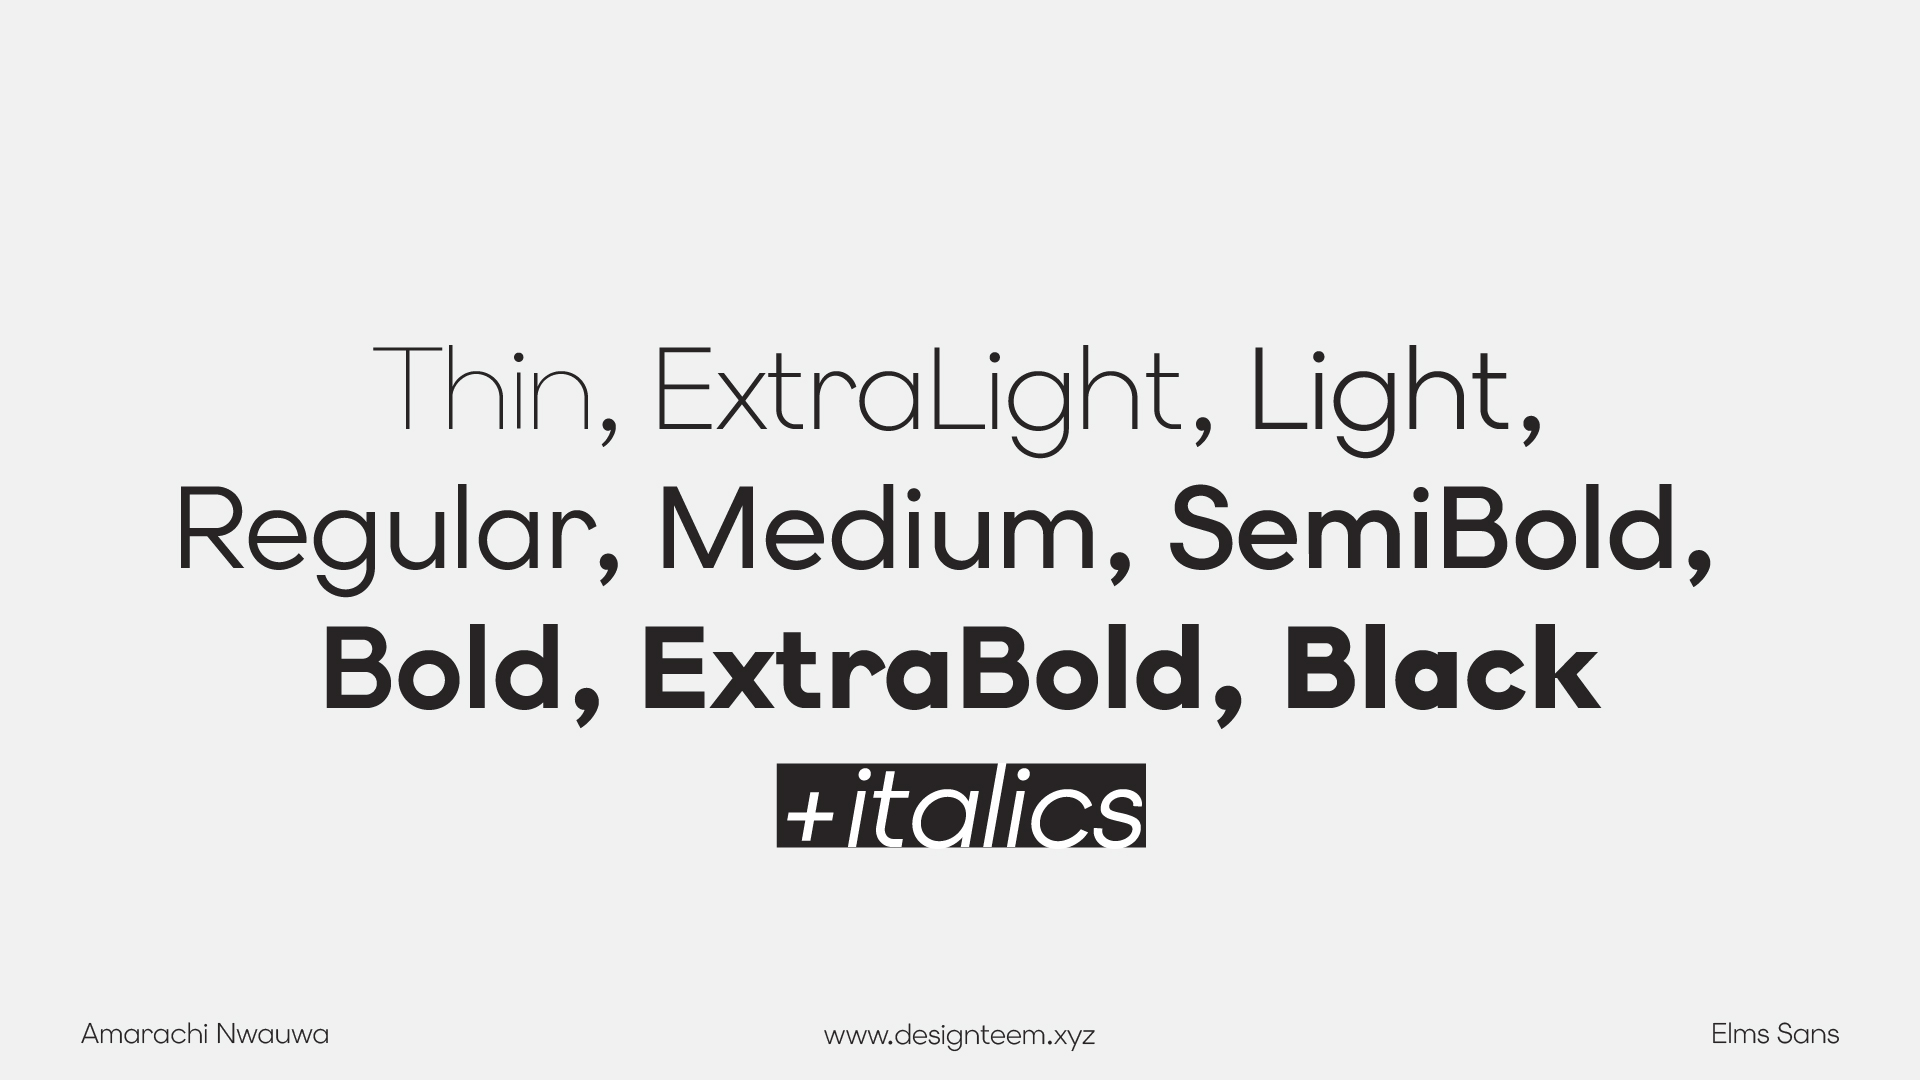 Thin, ExtraLight, Light,
Regular, Medium, SemiBold,
Bold, ExtraBold, Black
+italics
Amarachi Nwauwa
www.designteem.xyz
Elms Sans